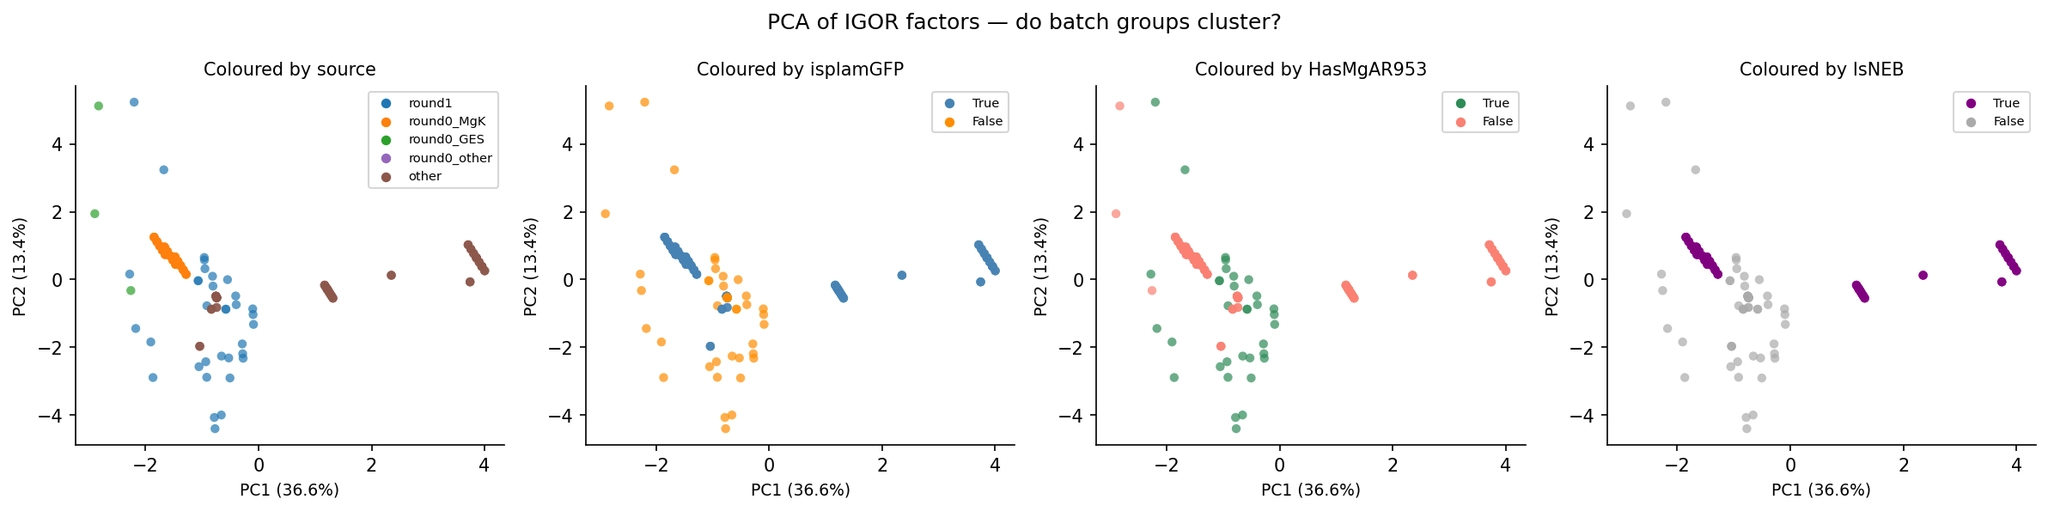 PCA of IGOR factors — do batch groups cluster?
Coloured by source
round1
round0_MgK
round0_GES
round0_other
other
4
2
0
−2
−4
PC2 (13.4%)
−2 0 2 4
PC1 (36.6%)
Coloured by isplamGFP
True
False
4
2
0
−2
−4
PC2 (13.4%)
−2 0 2 4
PC1 (36.6%)
Coloured by HasMgAR953
True
False
4
2
0
−2
−4
PC2 (13.4%)
−2 0 2 4
PC1 (36.6%)
Coloured by IsNEB
True
False
4
2
0
−2
−4
PC2 (13.4%)
−2 0 2 4
PC1 (36.6%)